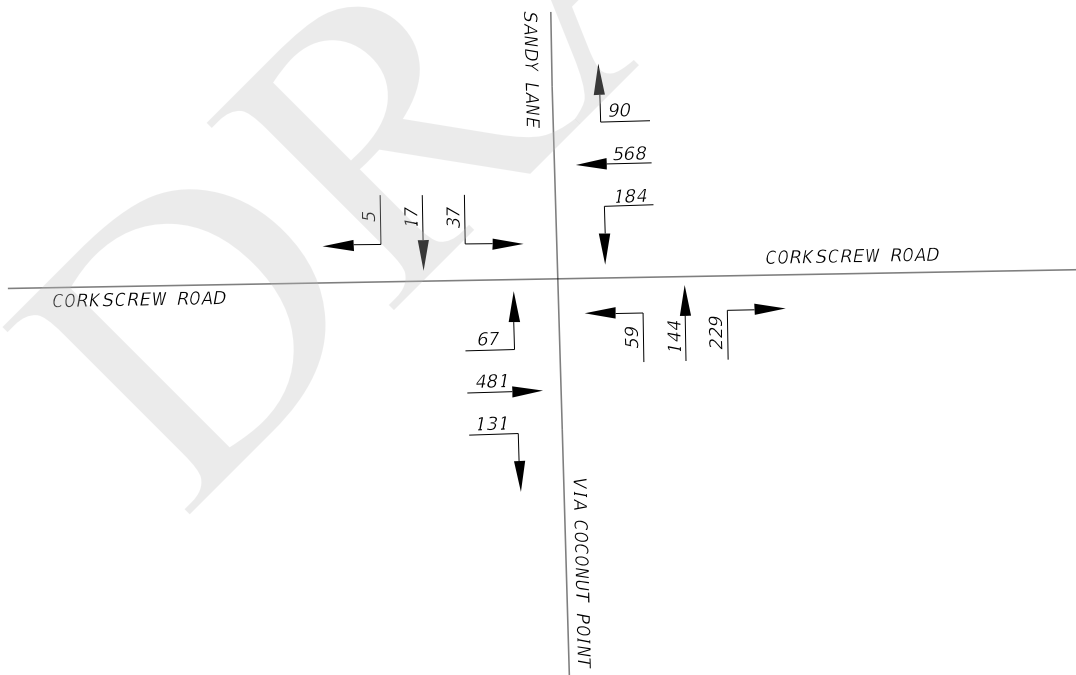 SANDY LANE
90
568
184
5
17
37
CORKSCREW ROAD
CORKSCREW ROAD
67
481
131
59
144
229
VIA COCONUT POINT
DRA